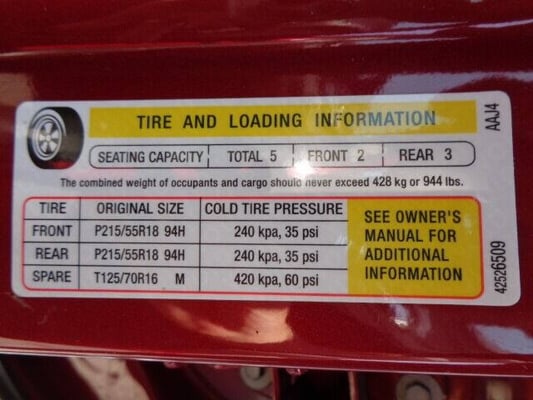 TIRE AND LOADING INFORMATION
SEATING CAPACITY TOTAL 5 FRONT 2 REAR 3
The combined weight of occupants and cargo should never exceed 428 kg or 944 lbs.
TIRE ORIGINAL SIZE COLD TIRE PRESSURE
FRONT P215/55R18 94H 240 kpa, 35 psi
REAR P215/55R18 94H 240 kpa, 35 psi
SPARE T125/70R16 M 420 kpa, 60 psi
SEE OWNER'S
MANUAL FOR
ADDITIONAL
INFORMATION
AAJ4
42526509